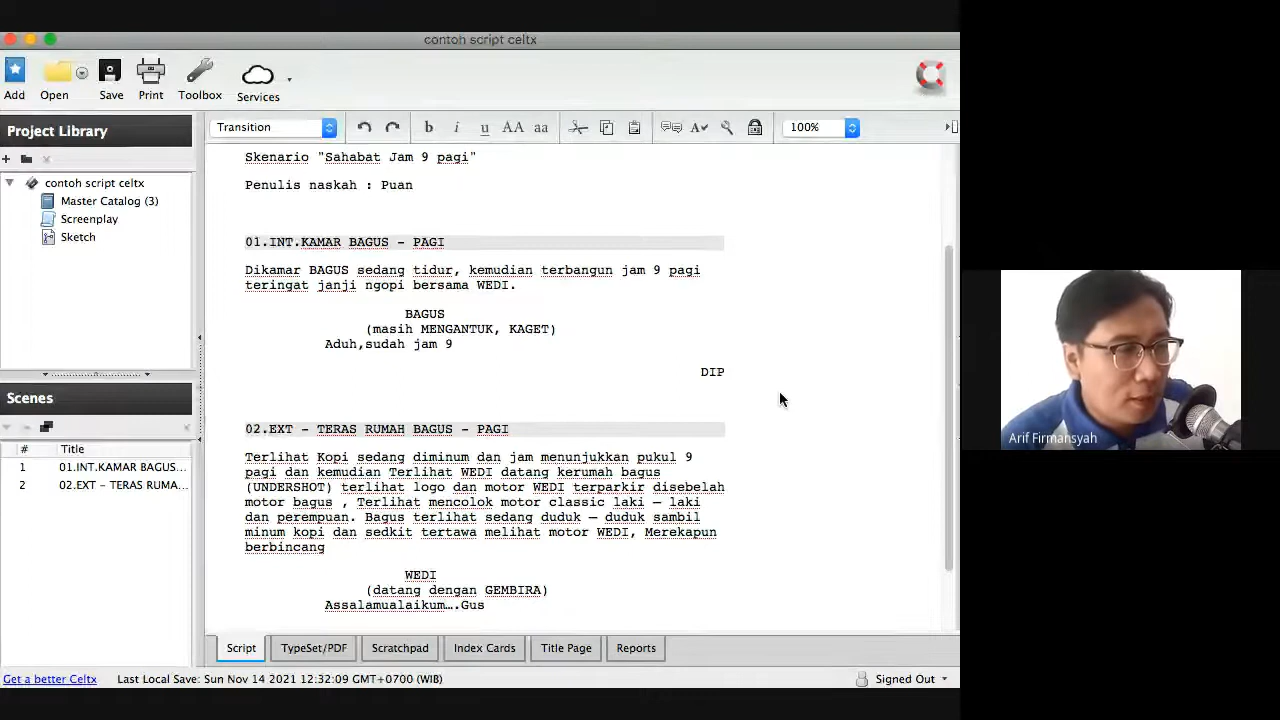 contoh script celtx
Add
Open
Save
Print
Toolbox
Services
Project Library
Transition
b
i
u
AA
aa
100%
contoh script celtx
Master Catalog (3)
Screenplay
Sketch
Skenario "Sahabat Jam 9 pagi"
Penulis naskah : Puan
01.INT.KAMAR BAGUS – PAGI
Dikamar BAGUS sedang tidur, kemudian terbangun jam 9 pagi
teringat janji ngopi bersama WEDI.
BAGUS
(masih MENGANTUK, KAGET)
Aduh,sudah jam 9
DIP
02.EXT – TERAS RUMAH BAGUS – PAGI
Terlihat Kopi sedang diminum dan jam menunjukkan pukul 9
pagi dan kemudian Terlihat WEDI datang kerumah bagus
(UNDERSHOT) terlihat logo dan motor WEDI terparkir disebelah
motor bagus , Terlihat mencolok motor classic laki – laki
dan perempuan. Bagus terlihat sedang duduk – duduk sambil
minum kopi dan sedkit tertawa melihat motor WEDI, Merekapun
berbincang
WEDI
(datang dengan GEMBIRA)
Assalamualaikum….Gus
Scenes
# Title
1 01.INT.KAMAR BAGUS...
2 02.EXT – TERAS RUMA...
Script
TypeSet/PDF
Scratchpad
Index Cards
Title Page
Reports
Get a better Celtx
Last Local Save: Sun Nov 14 2021 12:32:09 GMT+0700 (WIB)
Signed Out
Arif Firmansyah